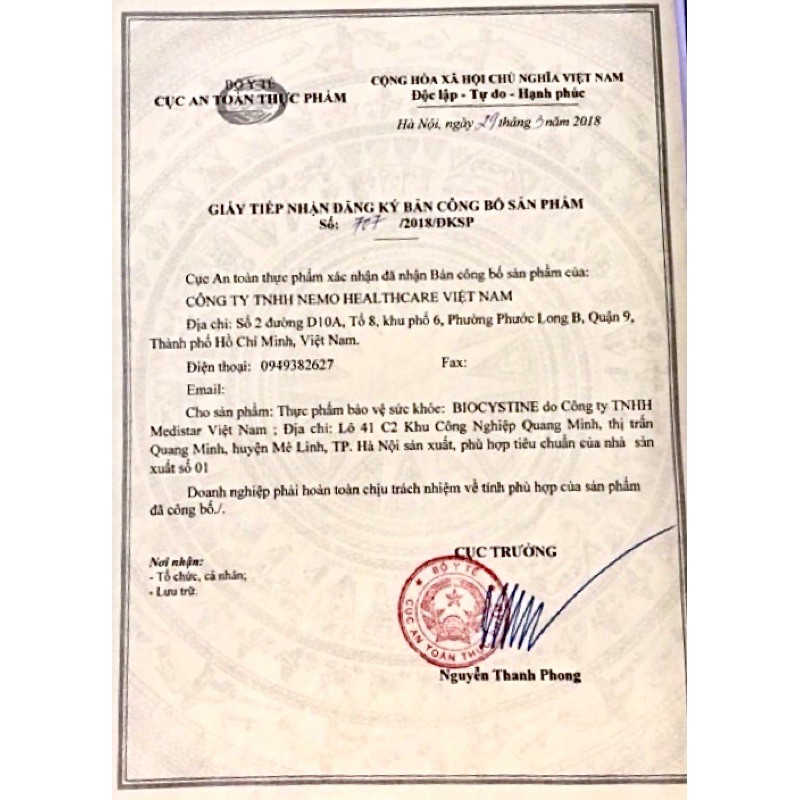 BỘ Y TẾ
CỤC AN TOÀN THỰC PHẨM
CỘNG HÒA XÃ HỘI CHỦ NGHĨA VIỆT NAM
Độc lập - Tự do - Hạnh phúc
Hà Nội, ngày 29 tháng 3 năm 2018
GIẤY TIẾP NHẬN ĐĂNG KÝ BẢN CÔNG BỐ SẢN PHẨM
Số: 707 /2018/ĐKSP
Cục An toàn thực phẩm xác nhận đã nhận Bản công bố sản phẩm của:
CÔNG TY TNHH NEMO HEALTHCARE VIỆT NAM
Địa chỉ: Số 2 đường D10A, Tổ 8, khu phố 6, Phường Phước Long B, Quận 9,
Thành phố Hồ Chí Minh, Việt Nam.
Điện thoại: 0949382627 Fax:
Email:
Cho sản phẩm: Thực phẩm bảo vệ sức khỏe: BIOCYSTINE do Công ty TNHH
Medistar Việt Nam ; Địa chỉ: Lô 41 C2 Khu Công Nghiệp Quang Minh, thị trấn
Quang Minh, huyện Mê Linh, TP. Hà Nội sản xuất, phù hợp tiêu chuẩn của nhà sản
xuất số 01
Doanh nghiệp phải hoàn toàn chịu trách nhiệm về tính phù hợp của sản phẩm
đã công bố./.
Nơi nhận:
- Tổ chức, cá nhân;
- Lưu trữ.
CỤC TRƯỞNG
BỘ Y TẾ
CỤC AN TOÀN
Nguyễn Thanh Phong